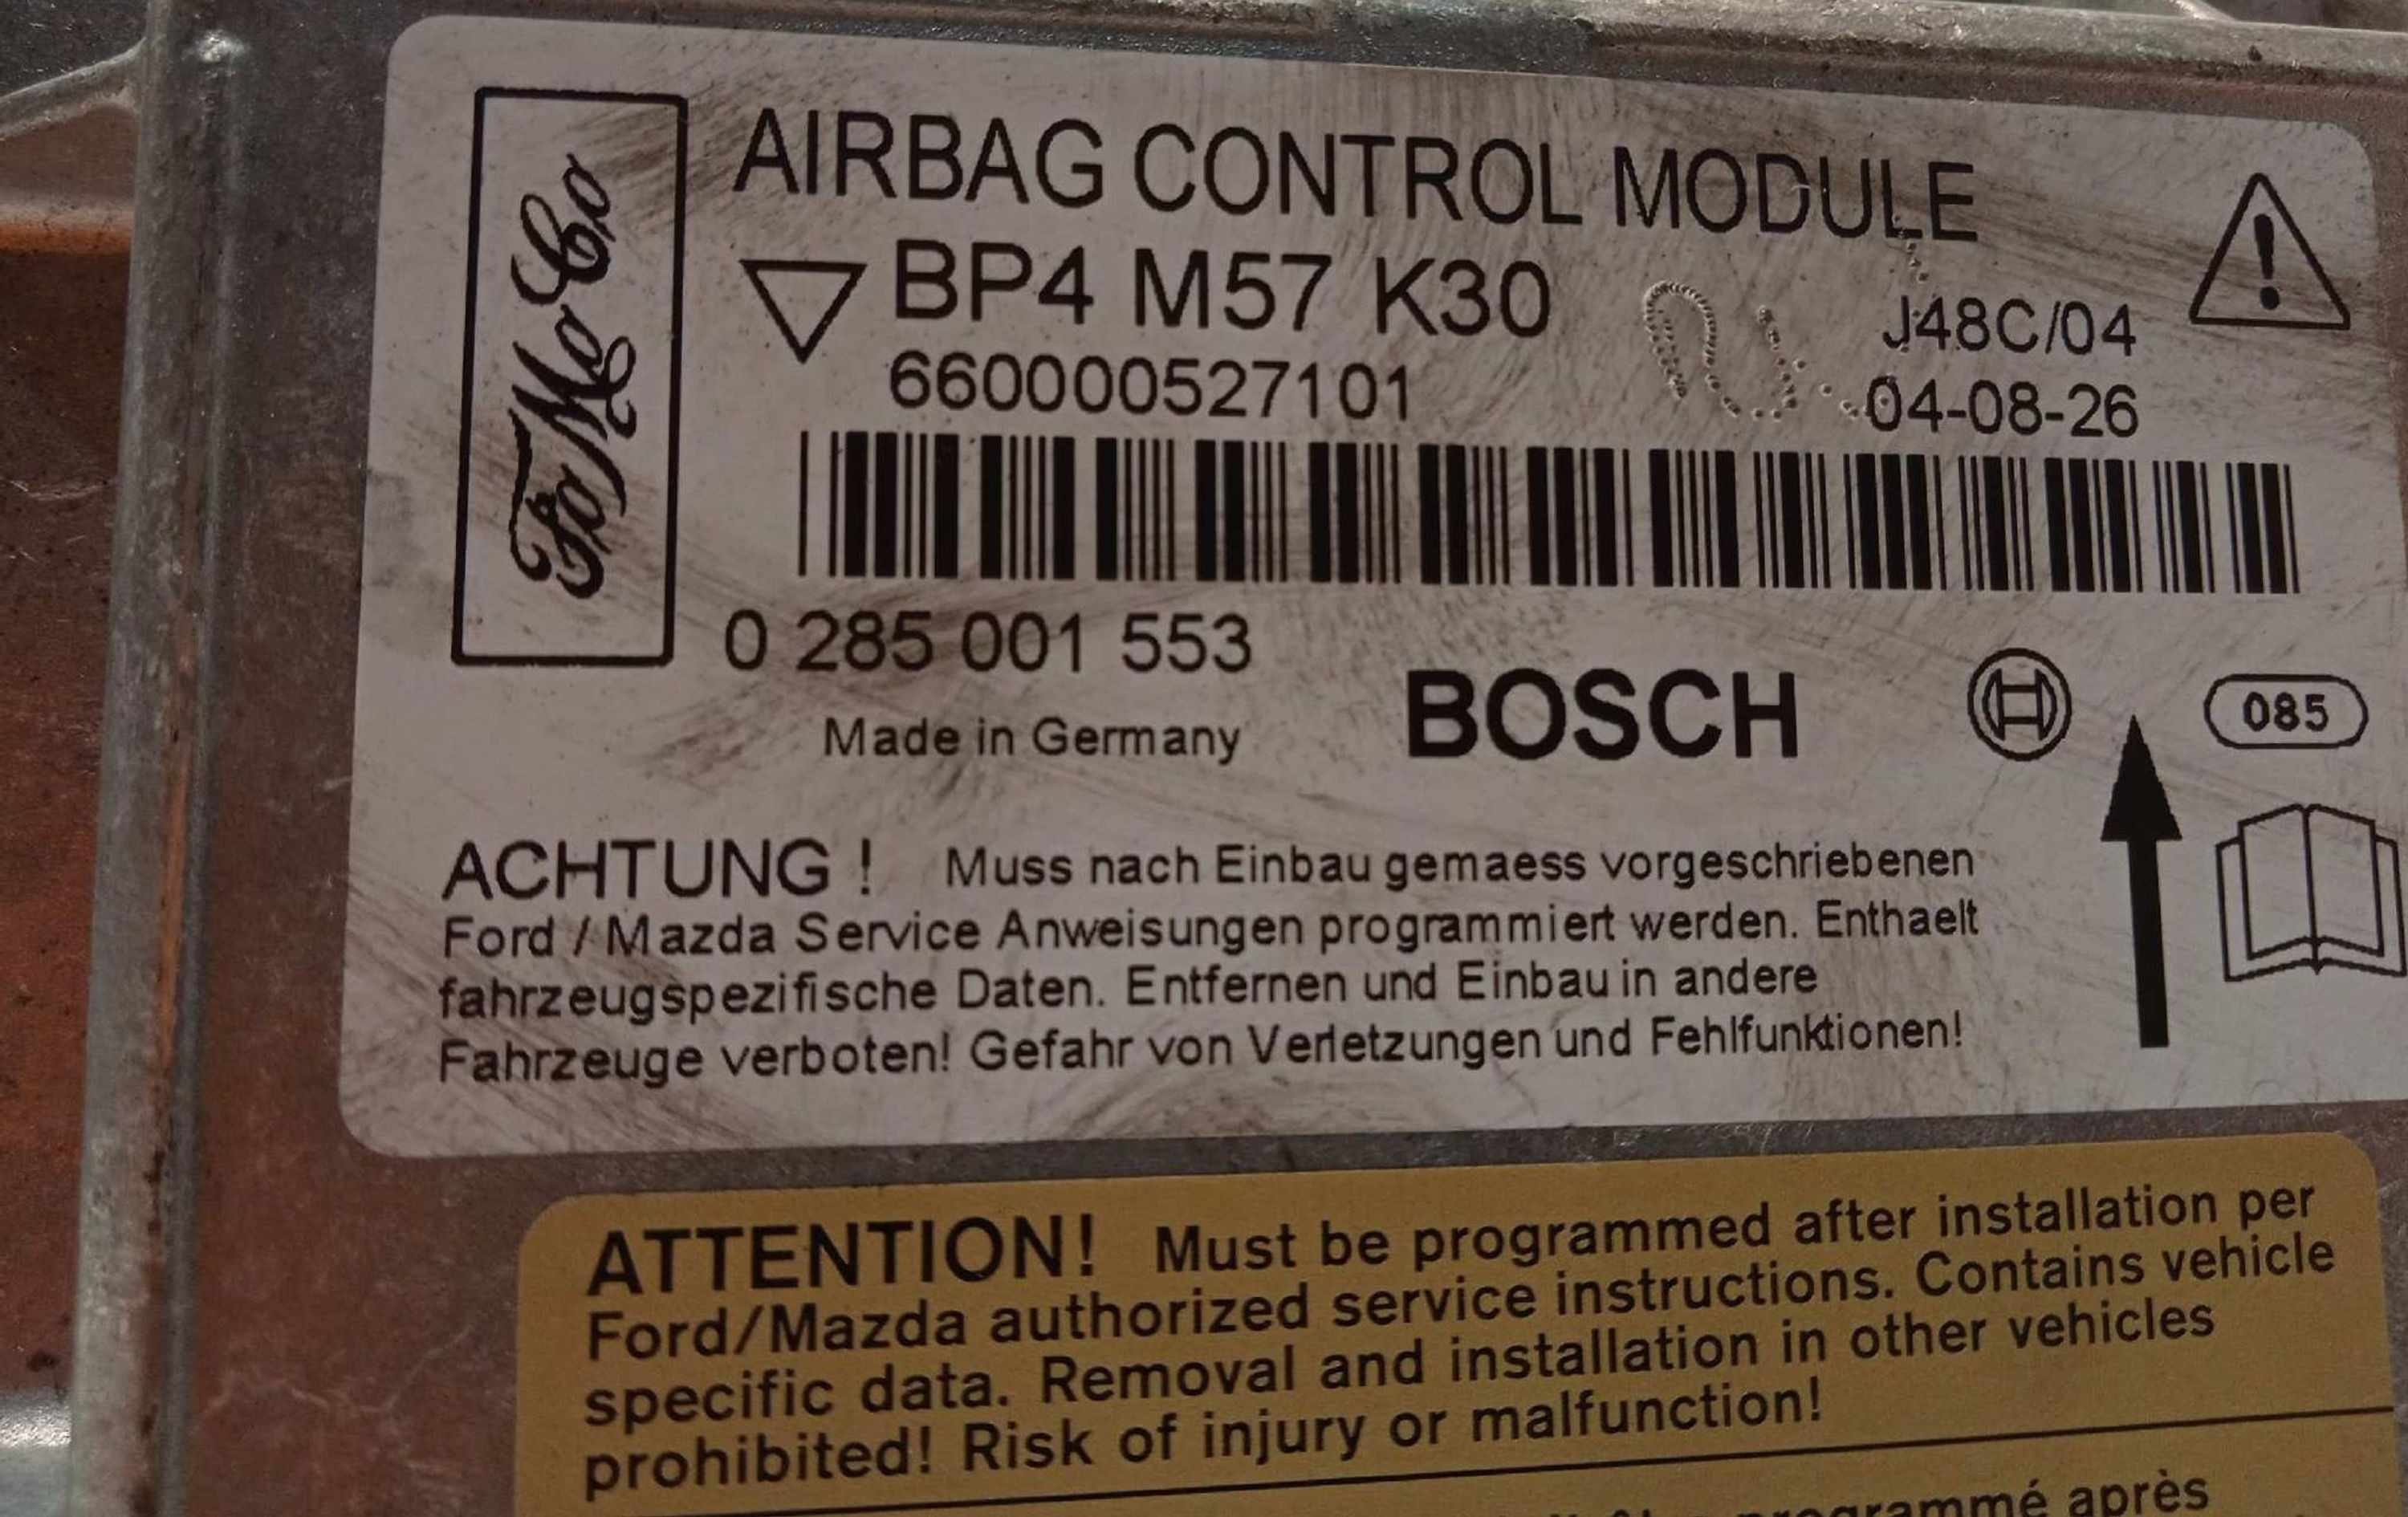 FoMoCo
AIRBAG CONTROL MODULE
BP4 M57 K30
J48C/04
660000527101
04-08-26
0 285 001 553
Made in Germany
BOSCH
085
ACHTUNG ! Muss nach Einbau gemaess vorgeschriebenen
Ford / Mazda Service Anweisungen programmiert werden. Enthaelt
fahrzeugspezifische Daten. Entfernen und Einbau in andere
Fahrzeuge verboten! Gefahr von Verletzungen und Fehlfunktionen!
ATTENTION! Must be programmed after installation per
Ford/Mazda authorized service instructions. Contains vehicle
specific data. Removal and installation in other vehicles
prohibited! Risk of injury or malfunction!
programmé après